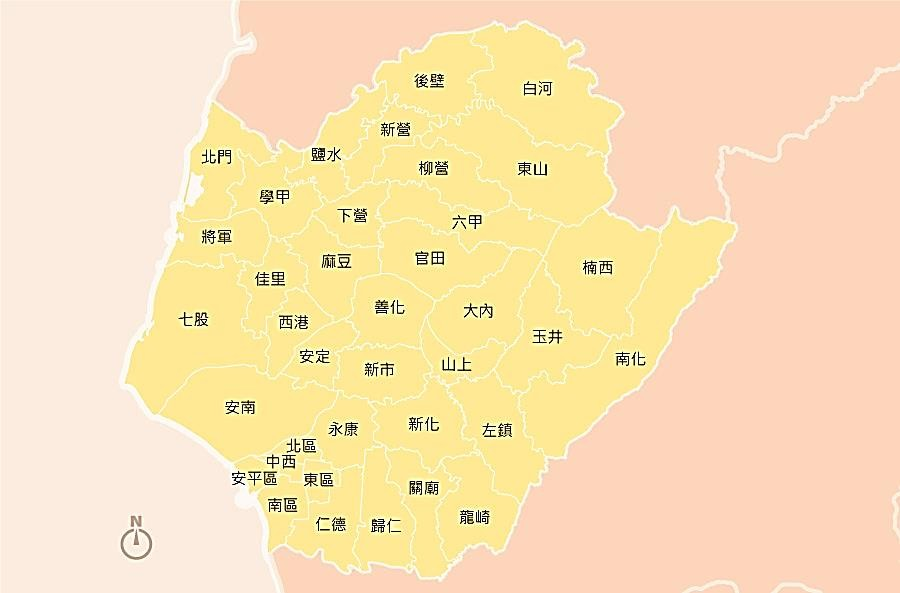 後壁
白河
新營
鹽水
北門
柳營
東山
學甲
下營
六甲
將軍
官田
麻豆
楠西
佳里
善化
大內
七股
西港
玉井
安定
南化
山上
新市
安南
新化
永康
左鎮
北區
中西
安平區
東區
關廟
南區
龍崎
仁德
歸仁
N